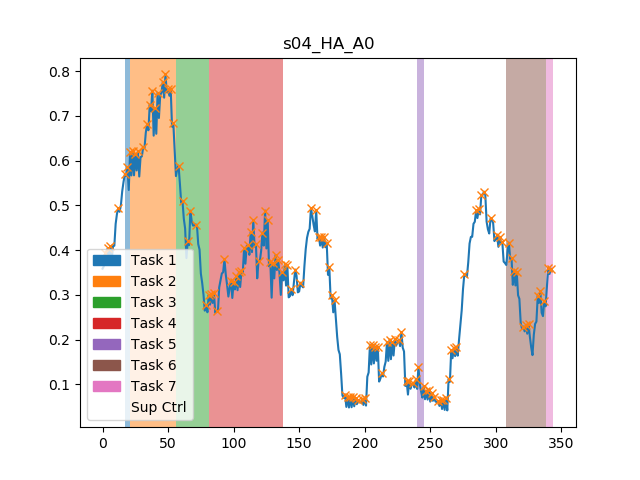 s04_HA_A0
0.8
0.7
0.6
0.5
0.4
0.3
0.2
0.1
Task 1
Task 2
Task 3
Task 4
Task 5
Task 6
Task 7
Sup Ctrl
0 50 100 150 200 250 300 350